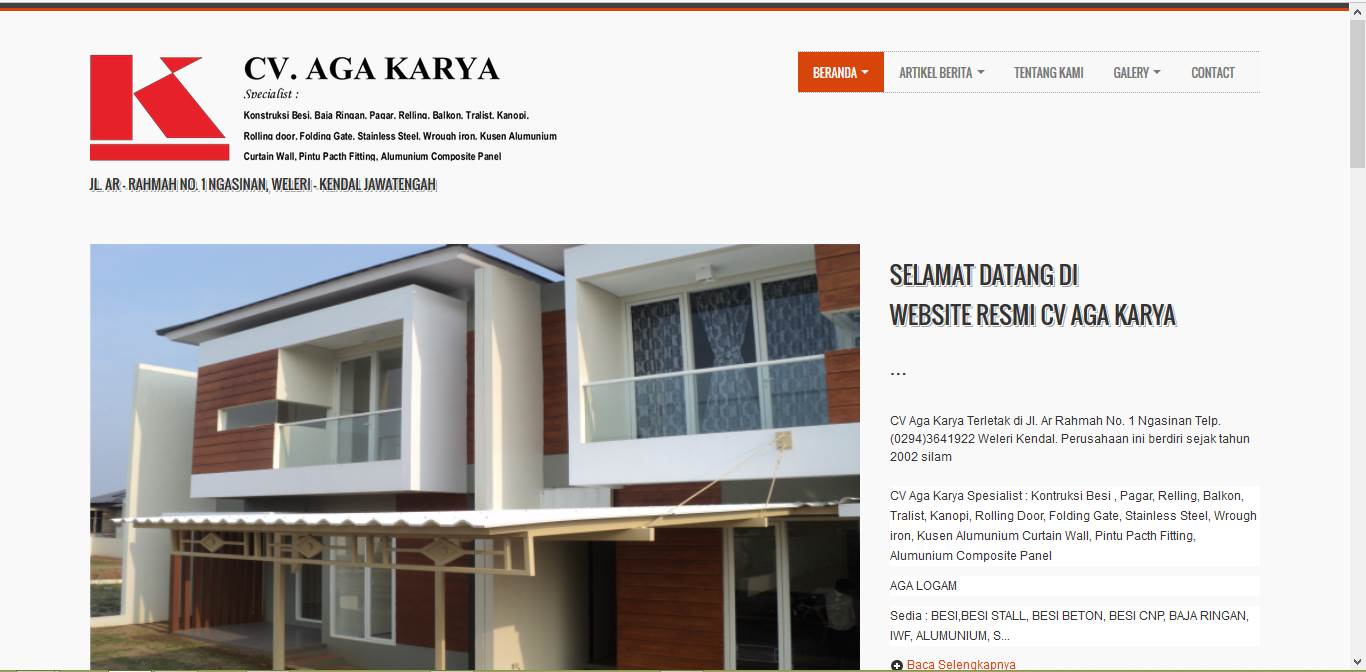 CV. AGA KARYA
Specialist :
Konstruksi Besi, Baja Ringan, Pagar, Relling, Balkon, Tralist, Kanopi,
Rolling door, Folding Gate, Stainless Steel, Wrough iron, Kusen Alumunium
Curtain Wall, Pintu Pacth Fitting, Alumunium Composite Panel
JL. AR - RAHMAH NO. 1 NGASINAN, WELERI - KENDAL JAWATENGAH
BERANDA ARTIKEL BERITA TENTANG KAMI GALERY CONTACT
SELAMAT DATANG DI
WEBSITE RESMI CV AGA KARYA
...
CV Aga Karya Terletak di Jl. Ar Rahmah No. 1 Ngasinan Telp.
(0294)3641922 Weleri Kendal. Perusahaan ini berdiri sejak tahun
2002 silam
CV Aga Karya Spesialist : Kontruksi Besi , Pagar, Relling, Balkon,
Tralist, Kanopi, Rolling Door, Folding Gate, Stainless Steel, Wrough
iron, Kusen Alumunium Curtain Wall, Pintu Pacth Fitting,
Alumunium Composite Panel
AGA LOGAM
Sedia : BESI,BESI STALL, BESI BETON, BESI CNP, BAJA RINGAN,
IWF, ALUMUNIUM, S...
Baca Selengkapnya